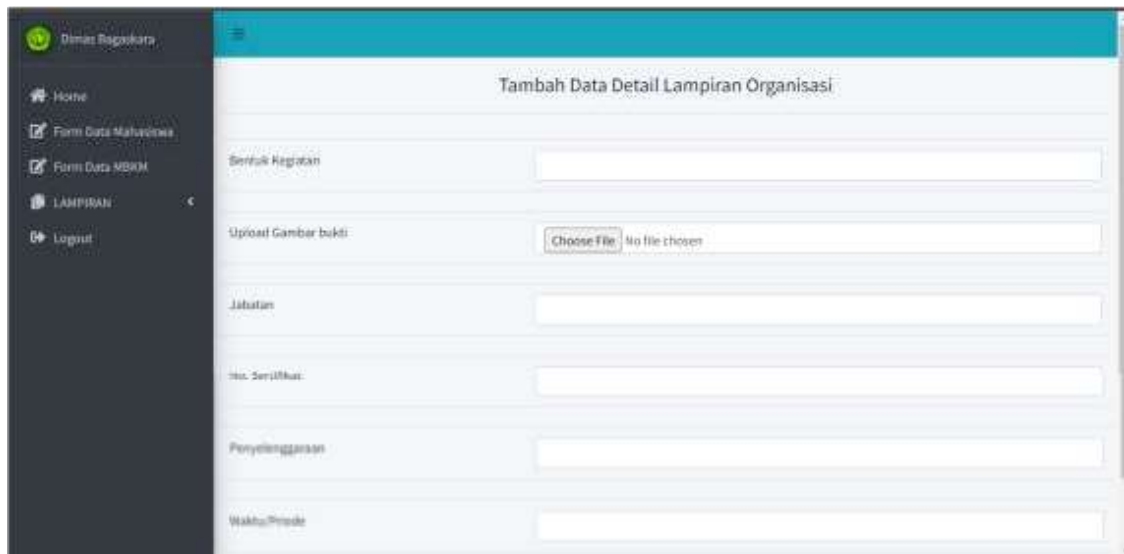 Dimas Bagaskara
Home
Form Data Mahasiswa
Form Data MBKM
LAMPIRAN
Logout
Tambah Data Detail Lampiran Organisasi
Bentuk Kegiatan
Upload Gambar bukti
Choose File No file chosen
Jabatan
No. Sertifikat
Penyelenggaraan
Waktu/Priode